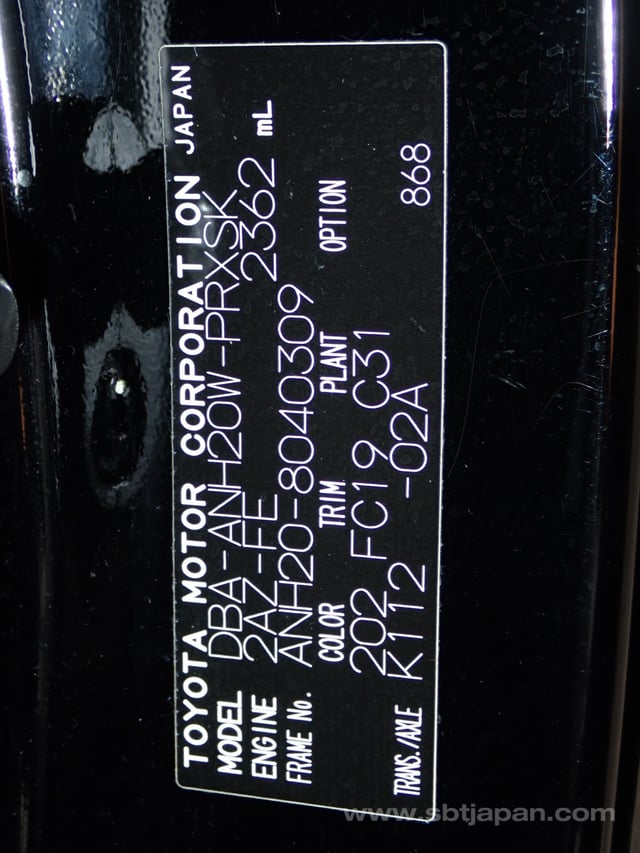 TOYOTA MOTOR CORPORATION JAPAN
MODEL DBA-ANH20W-PRXSK
ENGINE 2AZ-FE 2362 mL
FRAME No. ANH20-8040309
COLOR TRIM PLANT OPTION
202 FC19 C31
TRANS./AXLE K112 -02A 868
www.sbtjapan.com